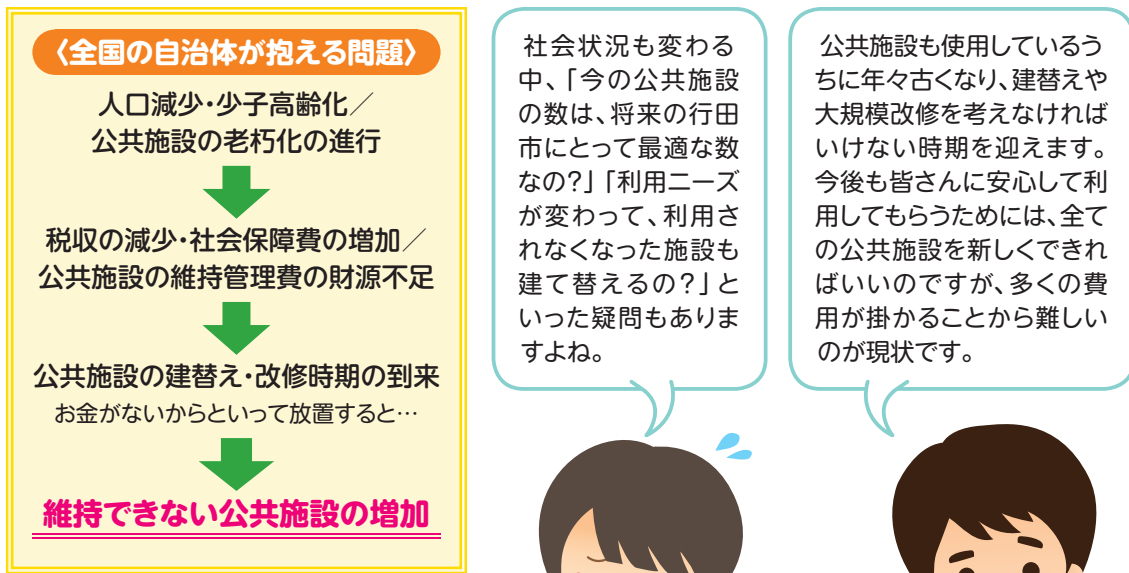 〈全国の自治体が抱える問題〉
人口減少・少子高齢化／
公共施設の老朽化の進行
税収の減少・社会保障費の増加／
公共施設の維持管理費の財源不足
公共施設の建替え・改修時期の到来
お金がないからといって放置すると…
維持できない公共施設の増加
公共施設も使用しているう
ちに年々古くなり、建替えや
大規模改修を考えなければ
いけない時期を迎えます。
今後も皆さんに安心して利
用してもらうためには、全て
の公共施設を新しくできれ
ばいいのですが、多くの費
用が掛かることから難しい
のが現状です。
社会状況も変わる
中、「今の公共施設
の数は、将来の行田
市にとって最適な数
なの?」「利用ニーズ
が変わって、利用さ
れなくなった施設も
建て替えるの?」と
いった疑問もありま
すよね。